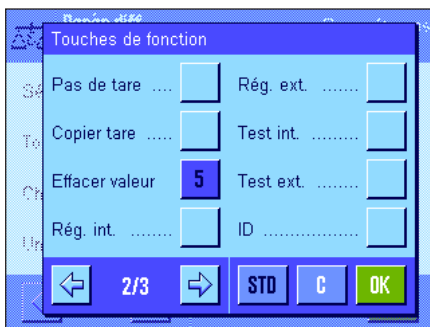 Touches de fonction
Pas de tare ....
Rég. ext. .......
Copier tare .....
Test int. .........
Effacer valeur 5
Test ext. ........
Rég. int. ........
ID ..................
2/3 STD C OK